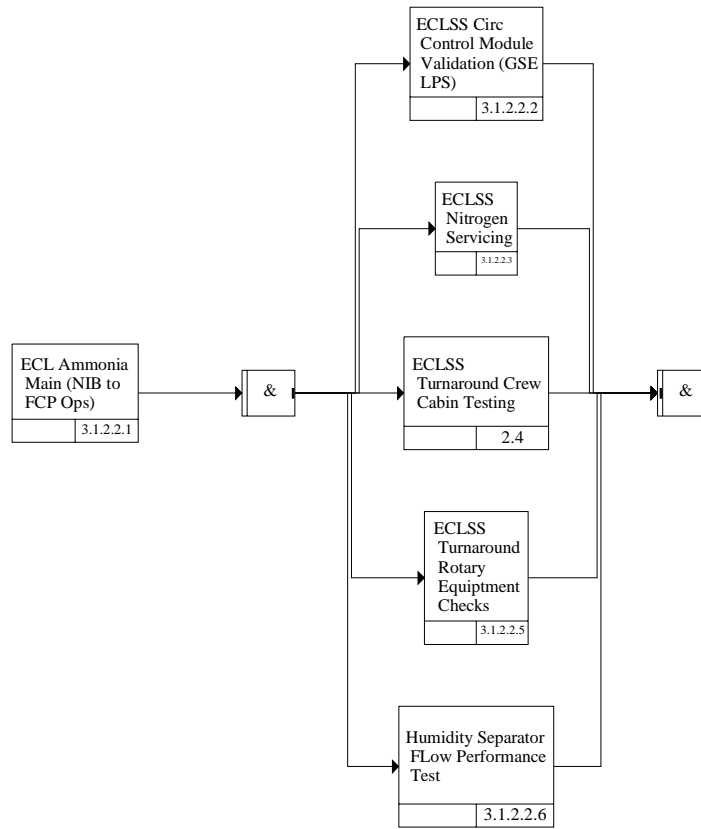 ECLSS Circ
Control Module
Validation (GSE
LPS)
3.1.2.2.2
ECLSS
Nitrogen
Servicing
3.1.2.2.3
ECL Ammonia
Main (NIB to
FCP Ops)
3.1.2.2.1
&
ECLSS
Turnaround Crew
Cabin Testing
2.4
&
ECLSS
Turnaround
Rotary
Equiptment
Checks
3.1.2.2.5
Humidity Separator
FLow Performance
Test
3.1.2.2.6